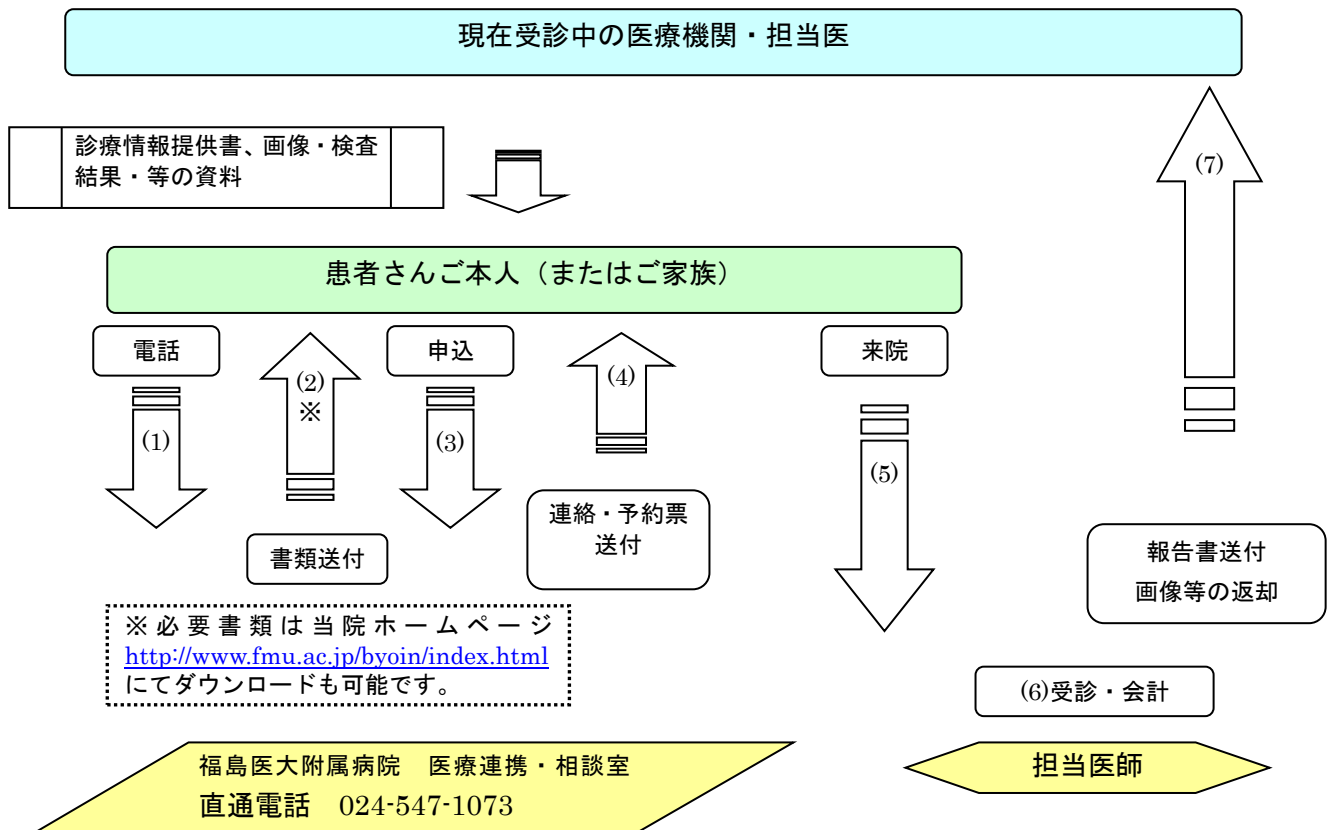 現在受診中の医療機関・担当医
診療情報提供書、画像・検査
結果・等の資料
(7)
患者さんご本人（またはご家族）
電話
申込
来院
(2)
※
(4)
(1)
(3)
(5)
連絡・予約票
送付
書類送付
報告書送付
画像等の返却
※必要書類は当院ホームページ
http://www.fmu.ac.jp/byoin/index.html
にてダウンロードも可能です。
(6)受診・会計
福島医大附属病院　医療連携・相談室
直通電話　024-547-1073
担当医師